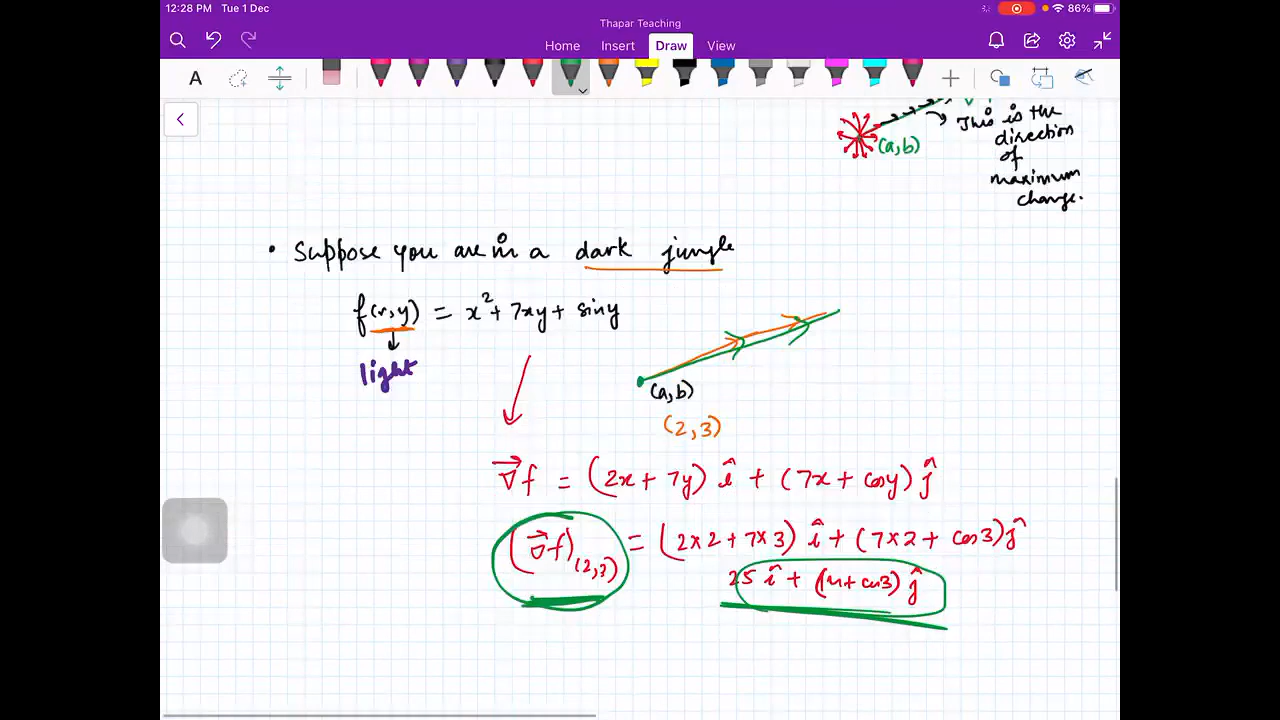 12:28 PM Tue 1 Dec
86%
Thapar Teaching
Home Insert Draw View
A
(a,b)
This is the
direction
of
maximum
change.
• Suppose you are in a dark jungle
f(x,y) = x² + 7xy + siny
light
(a,b)
(2,3)
∇f = (2x + 7y) î + (7x + cosy) ĵ
(∇f)(2,3) = (2×2 + 7×3) î + (7×2 + cos3) ĵ
25 î + (14 + cos3) ĵ